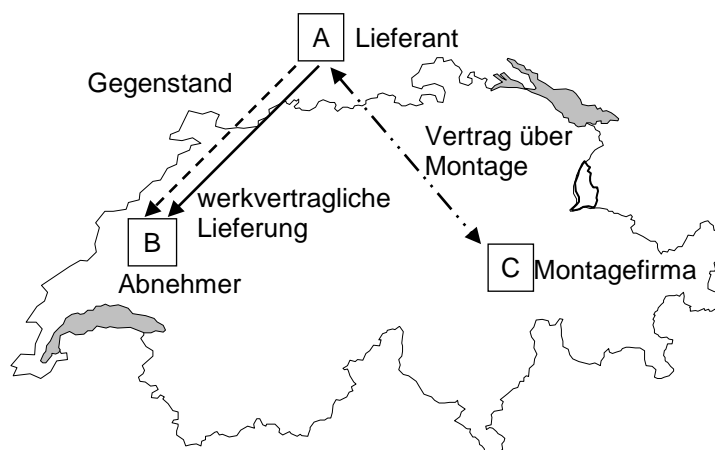 A Lieferant
Gegenstand
Vertrag über
Montage
werkvertragliche
Lieferung
B
Abnehmer
C Montagefirma